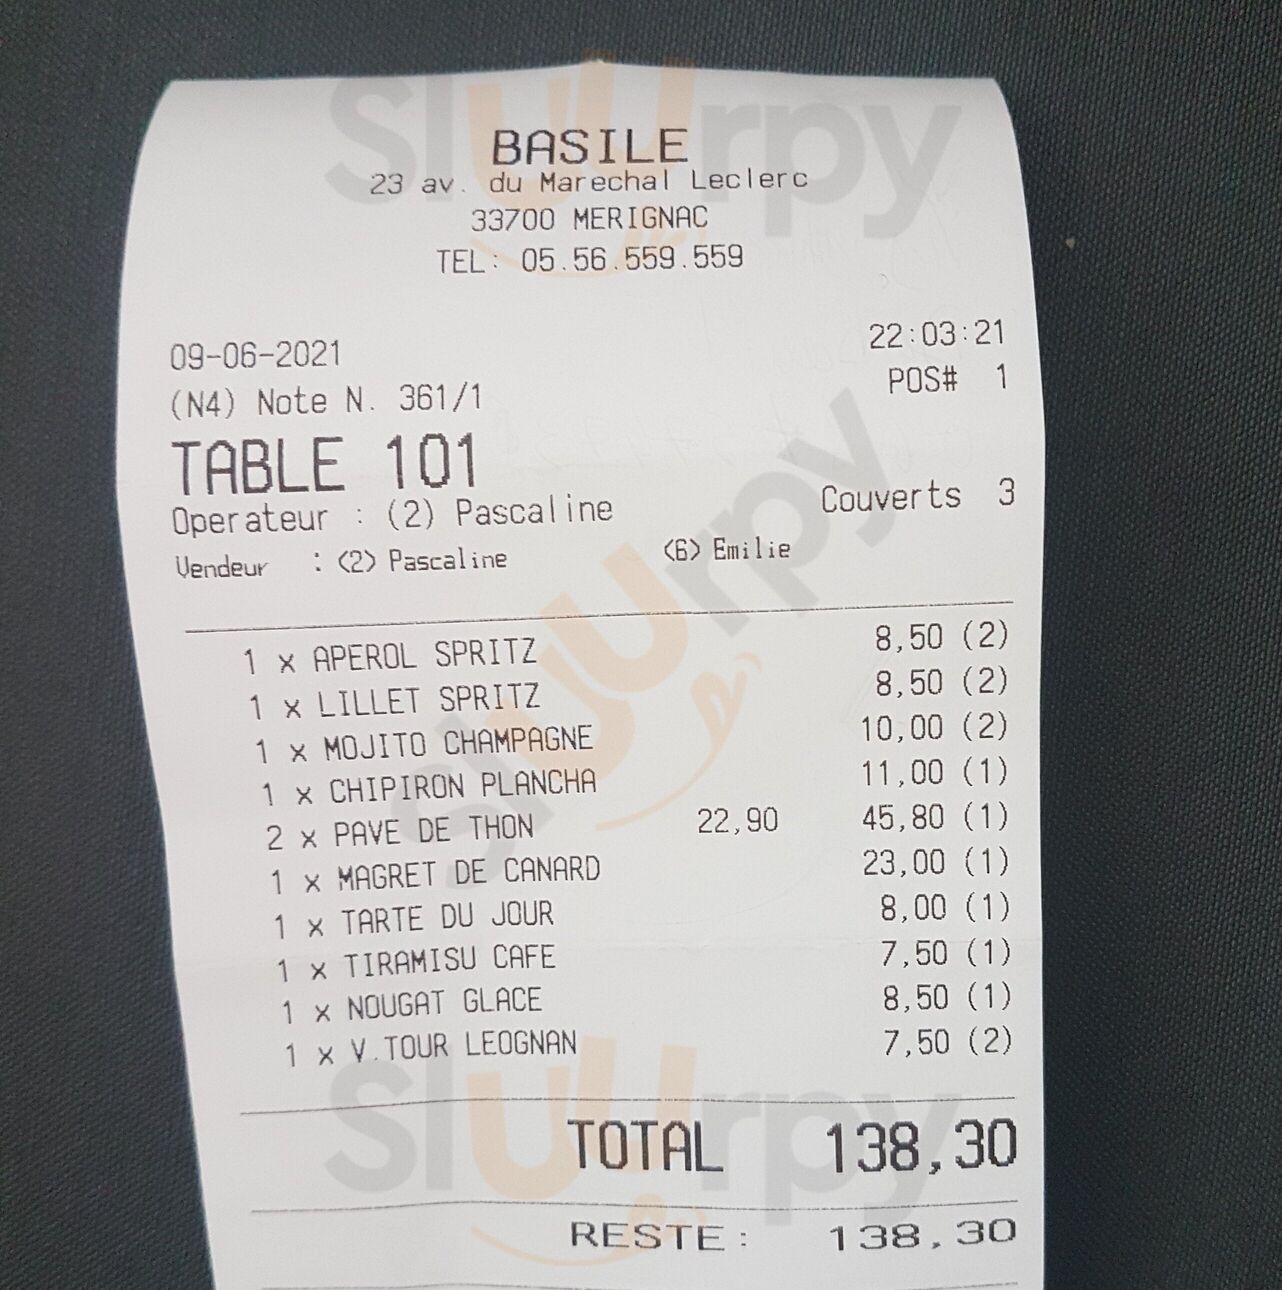 BASILE
23 av. du Marechal Leclerc
33700 MERIGNAC
TEL: 05.56.559.559
09-06-2021 22:03:21
(N4) Note N. 361/1 POS# 1
TABLE 101
Operateur : (2) Pascaline Couverts 3
Vendeur : (2) Pascaline (6) Emilie
1 x APEROL SPRITZ 8,50 (2)
1 x LILLET SPRITZ 8,50 (2)
1 x MOJITO CHAMPAGNE 10,00 (2)
1 x CHIPIRON PLANCHA 11,00 (1)
2 x PAVE DE THON 22,90 45,80 (1)
1 x MAGRET DE CANARD 23,00 (1)
1 x TARTE DU JOUR 8,00 (1)
1 x TIRAMISU CAFE 7,50 (1)
1 x NOUGAT GLACE 8,50 (1)
1 x V.TOUR LEOGNAN 7,50 (2)
TOTAL 138,30
RESTE: 138,30
Sluurpy
Sluurpy
Sluurpy